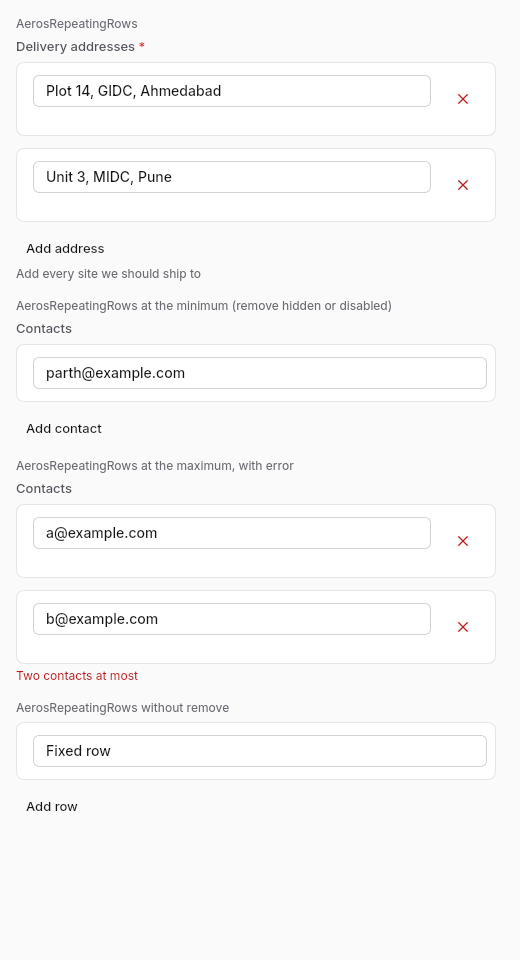 AerosRepeatingRows
Delivery addresses *
Plot 14, GIDC, Ahmedabad
Unit 3, MIDC, Pune
Add address
Add every site we should ship to
AerosRepeatingRows at the minimum (remove hidden or disabled)
Contacts
parth@example.com
Add contact
AerosRepeatingRows at the maximum, with error
Contacts
a@example.com
b@example.com
Two contacts at most
AerosRepeatingRows without remove
Fixed row
Add row